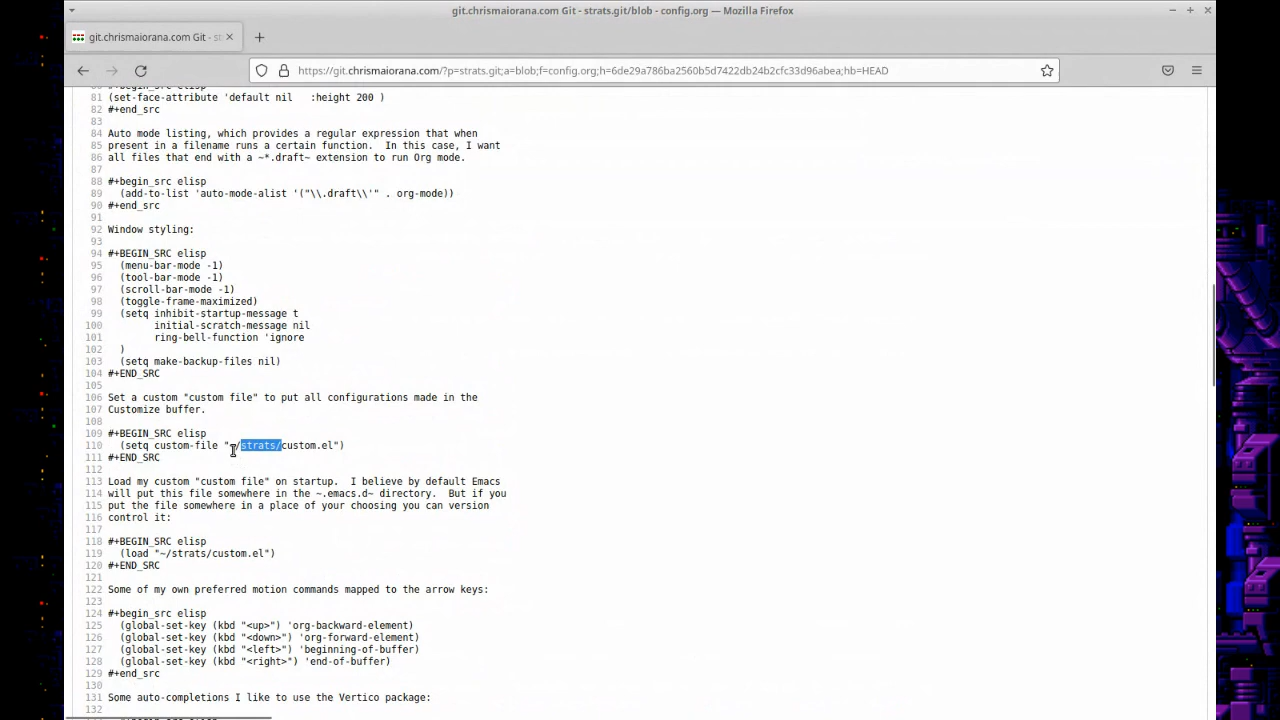 git.chrismaiorana.com Git - strats.git/blob - config.org — Mozilla Firefox
git.chrismaiorana.com Git - st
https://git.chrismaiorana.com/?p=strats.git;a=blob;f=config.org;h=6de29a786ba2560b5d7422db24b2cfc33d96abea;hb=HEAD
81 (set-face-attribute 'default nil   :height 200 )
82 #+end_src
83
84 Auto mode listing, which provides a regular expression that when
85 present in a filename runs a certain function.  In this case, I want
86 all files that end with a ~*.draft~ extension to run Org mode.
87
88 #+begin_src elisp
89   (add-to-list 'auto-mode-alist '("\\.draft\\'" . org-mode))
90 #+end_src
91
92 Window styling:
93
94 #+BEGIN_SRC elisp
95   (menu-bar-mode -1)
96   (tool-bar-mode -1)
97   (scroll-bar-mode -1)
98   (toggle-frame-maximized)
99   (setq inhibit-startup-message t
100         initial-scratch-message nil
101         ring-bell-function 'ignore
102   )
103   (setq make-backup-files nil)
104 #+END_SRC
105
106 Set a custom "custom file" to put all configurations made in the
107 Customize buffer.
108
109 #+BEGIN_SRC elisp
110   (setq custom-file "~/strats/custom.el")
111 #+END_SRC
112
113 Load my custom "custom file" on startup.  I believe by default Emacs
114 will put this file somewhere in the ~.emacs.d~ directory.  But if you
115 put the file somewhere in a place of your choosing you can version
116 control it:
117
118 #+BEGIN_SRC elisp
119   (load "~/strats/custom.el")
120 #+END_SRC
121
122 Some of my own preferred motion commands mapped to the arrow keys:
123
124 #+begin_src elisp
125   (global-set-key (kbd "<up>") 'org-backward-element)
126   (global-set-key (kbd "<down>") 'org-forward-element)
127   (global-set-key (kbd "<left>") 'beginning-of-buffer)
128   (global-set-key (kbd "<right>") 'end-of-buffer)
129 #+end_src
130
131 Some auto-completions I like to use the Vertico package:
132